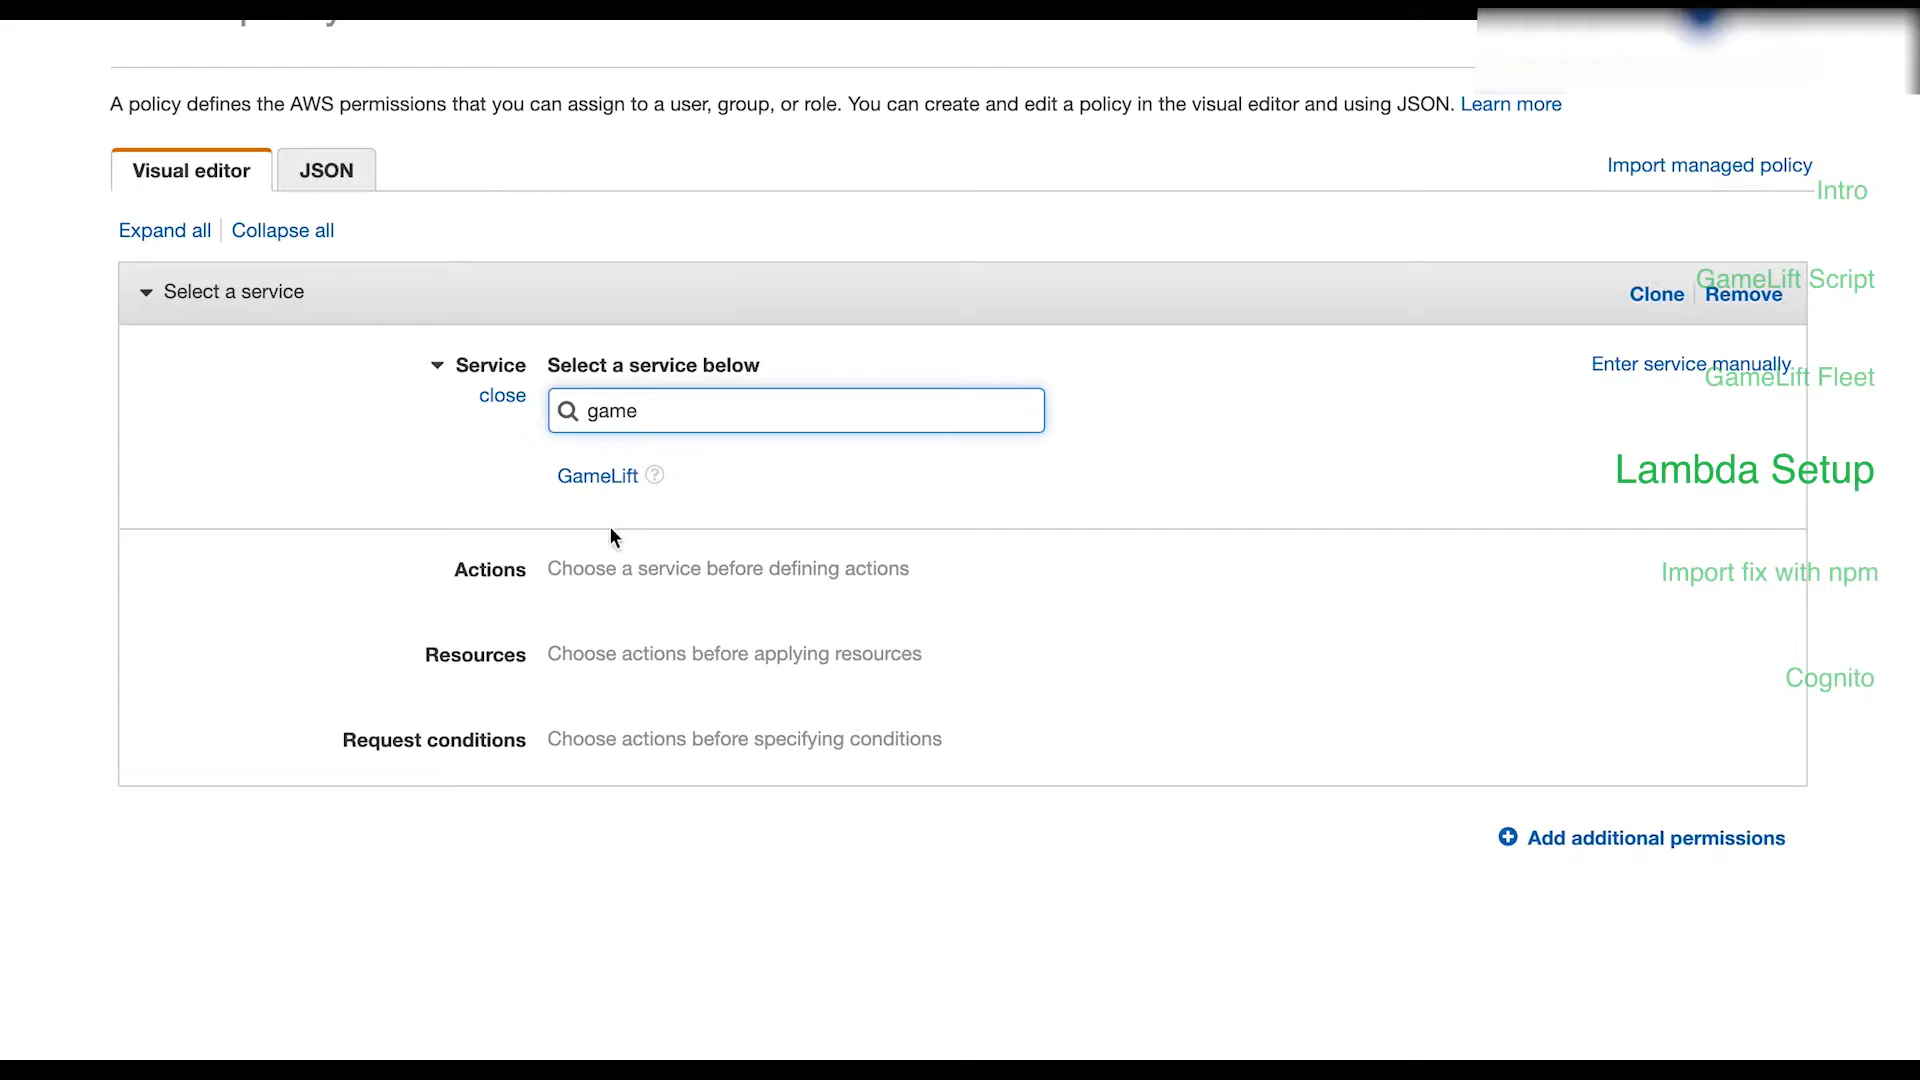 A policy defines the AWS permissions that you can assign to a user, group, or role. You can create and edit a policy in the visual editor and using JSON. Learn more
Visual editor
JSON
Import managed policy
Intro
Expand all
Collapse all
Select a service
Clone
Remove
GameLift Script
Service
Select a service below
Enter service manually
GameLift Fleet
close
game
GameLift
Lambda Setup
Actions
Choose a service before defining actions
Import fix with npm
Resources
Choose actions before applying resources
Cognito
Request conditions
Choose actions before specifying conditions
Add additional permissions